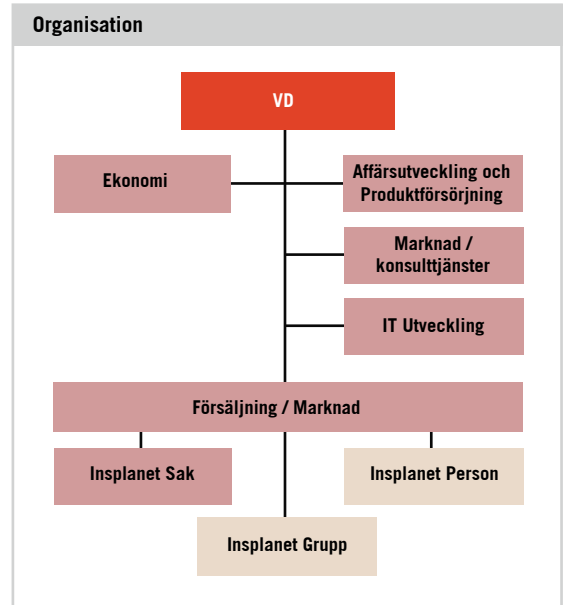 Organisation
VD
Ekonomi
Affärsutveckling och
Produktförsörjning
Marknad /
konsulttjänster
IT Utveckling
Försäljning / Marknad
Insplanet Sak
Insplanet Person
Insplanet Grupp